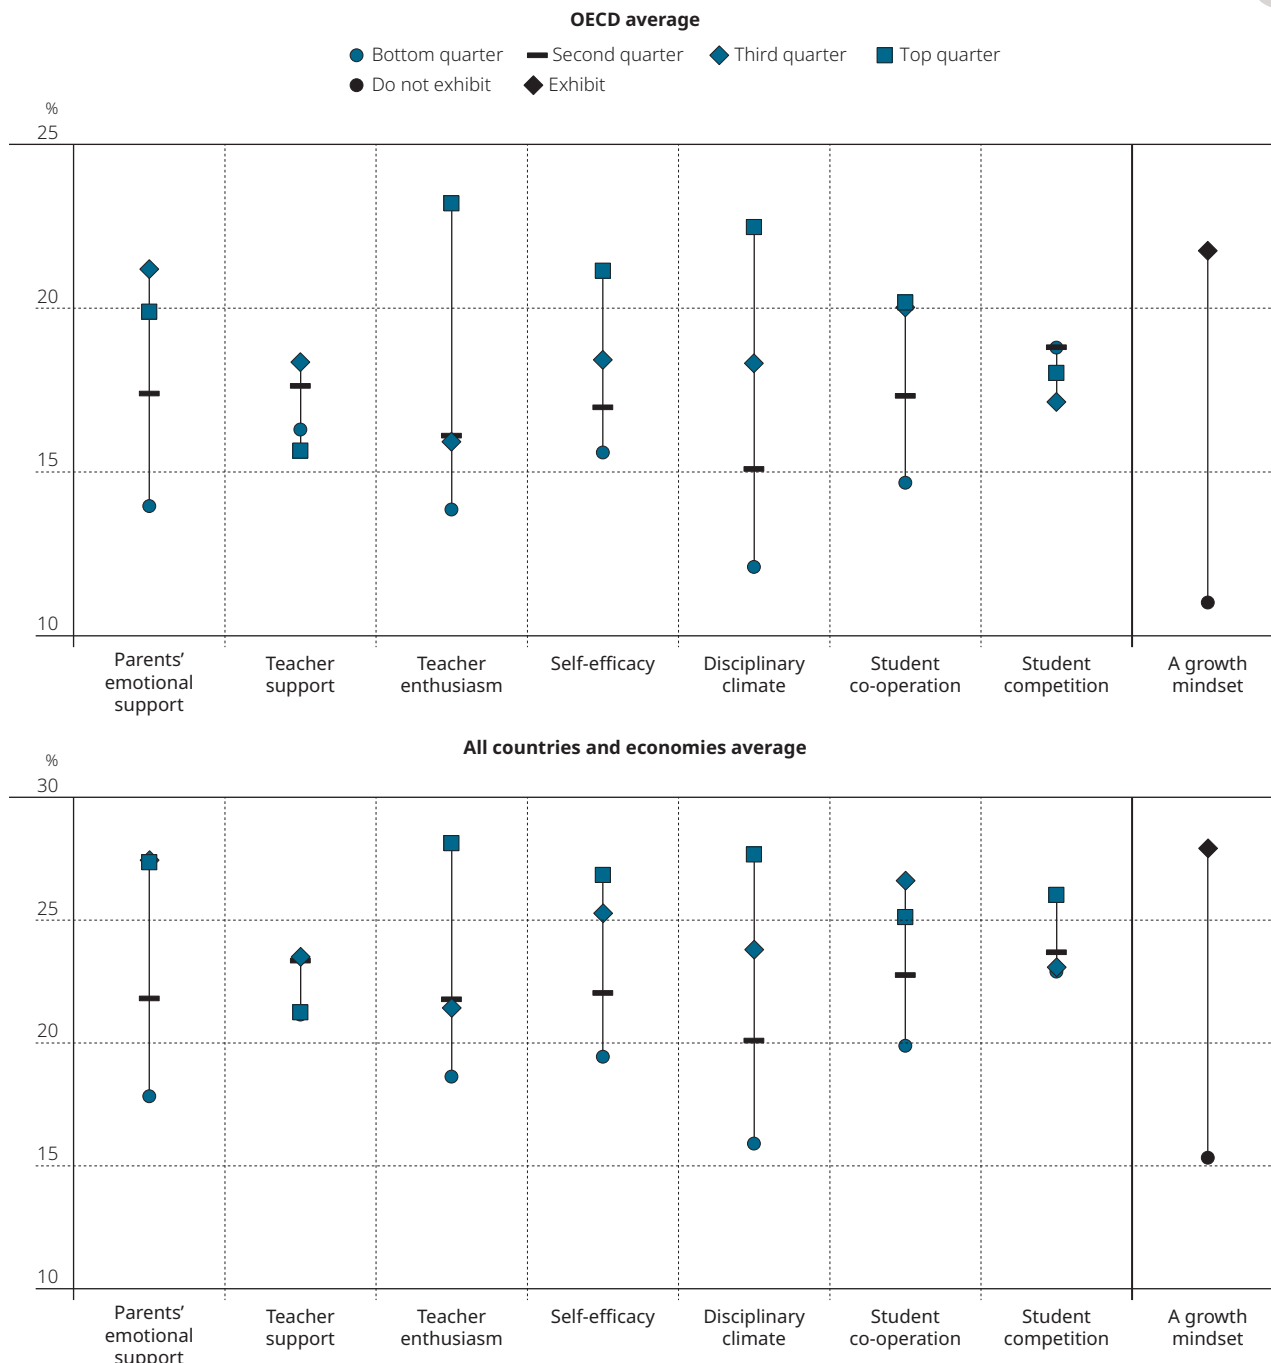 OECD average
Bottom quarter Second quarter Third quarter Top quarter
Do not exhibit Exhibit
%
25
20
15
10
Parents’
emotional
support
Teacher
support
Teacher
enthusiasm
Self-efficacy
Disciplinary
climate
Student
co-operation
Student
competition
A growth
mindset
All countries and economies average
%
30
25
20
15
10
Parents’
emotional
support
Teacher
support
Teacher
enthusiasm
Self-efficacy
Disciplinary
climate
Student
co-operation
Student
competition
A growth
mindset